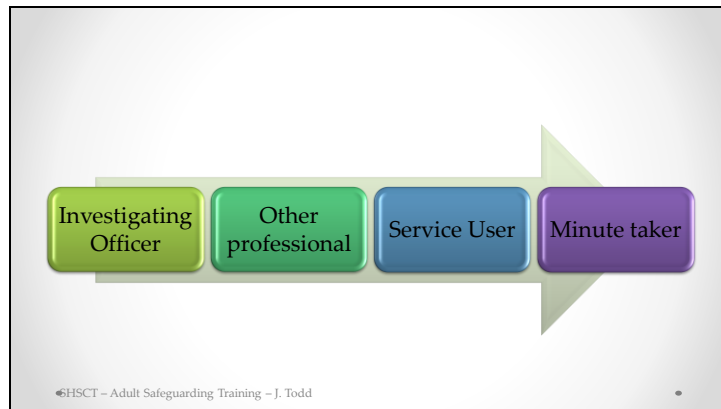 Investigating
Officer
Other
professional
Service User
Minute taker
SHSCT – Adult Safeguarding Training – J. Todd